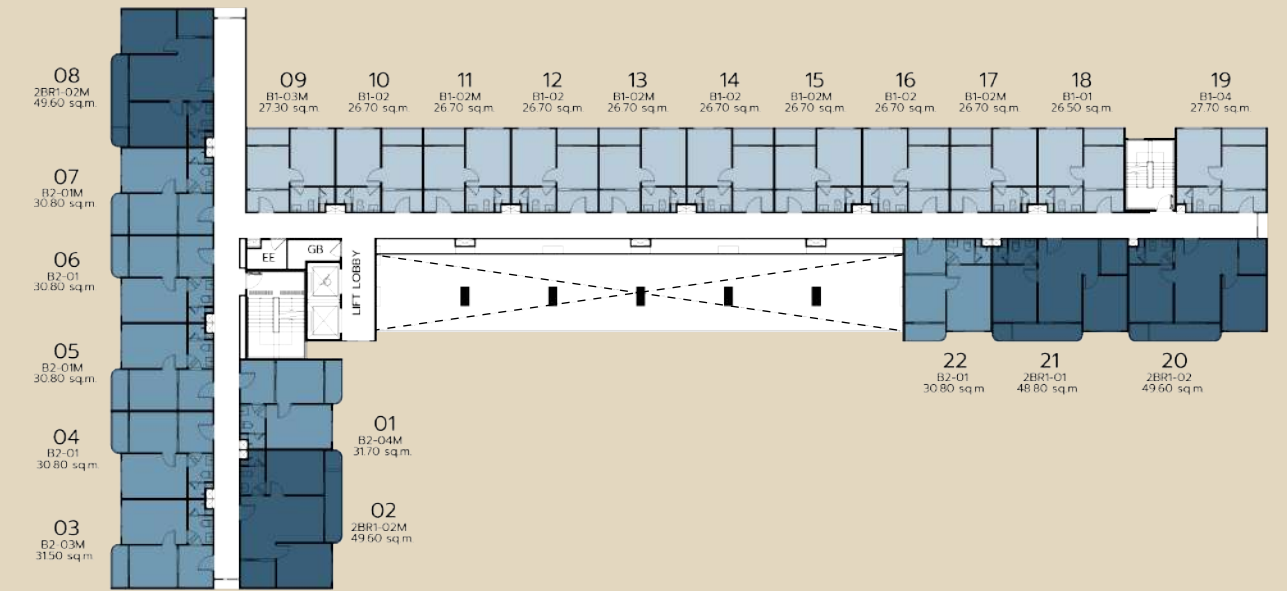 08
2BR1-02M
49.60 sq.m.
07
B2-01M
30.80 sq.m.
06
B2-01
30.80 sq.m.
05
B2-01M
30.80 sq.m.
04
B2-01
30.80 sq.m.
03
B2-03M
31.50 sq.m.
09
B1-03M
27.30 sq.m.
10
B1-02
26.70 sq.m.
11
B1-02M
26.70 sq.m.
12
B1-02
26.70 sq.m.
13
B1-02M
26.70 sq.m.
14
B1-02
26.70 sq.m.
15
B1-02M
26.70 sq.m.
16
B1-02
26.70 sq.m.
17
B1-02M
26.70 sq.m.
18
B1-01
26.50 sq.m.
19
B1-04
27.70 sq.m.
EE
GB
LIFT LOBBY
01
B2-04M
31.70 sq.m.
02
2BR1-02M
49.60 sq.m.
22
B2-01
30.80 sq.m.
21
2BR1-01
48.80 sq.m.
20
2BR1-02
49.60 sq.m.